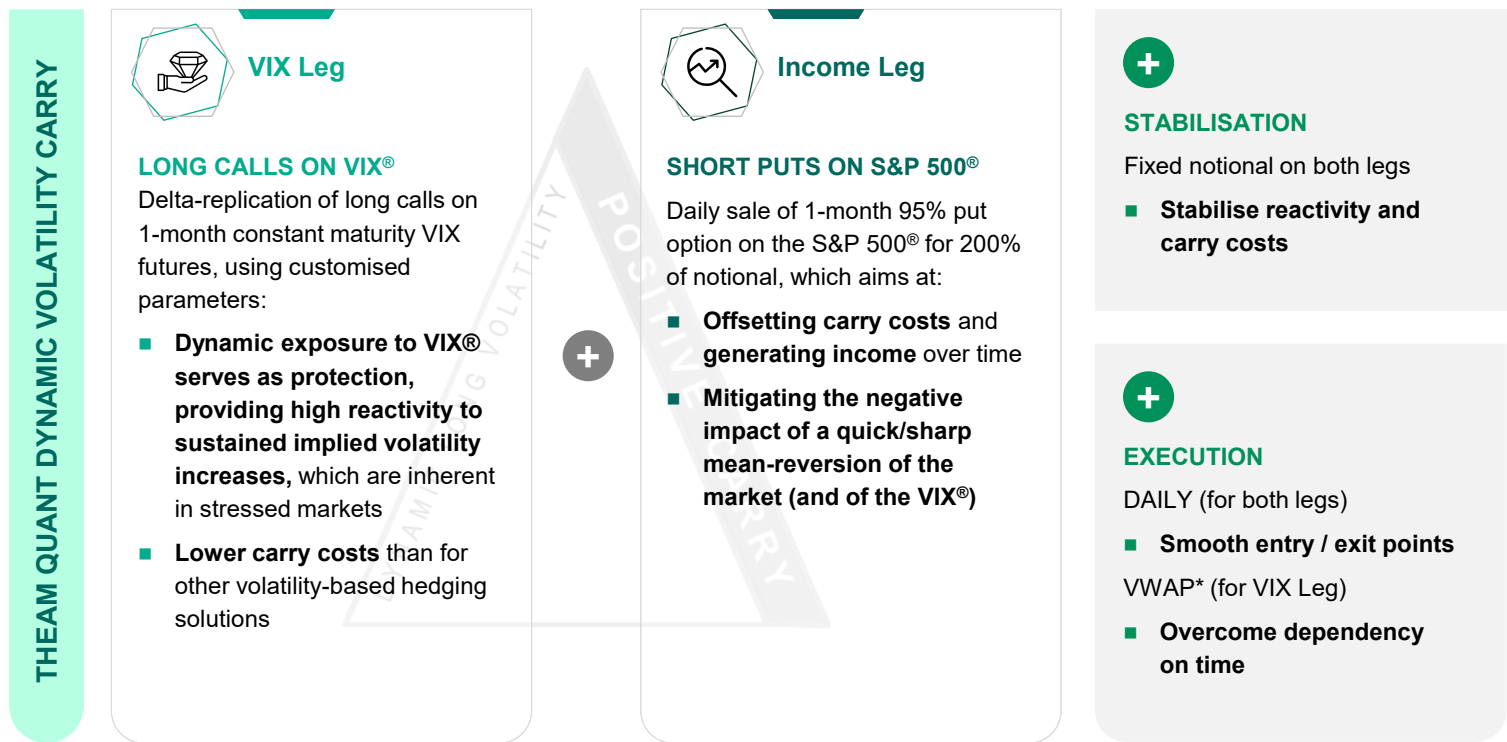 THEAM QUANT DYNAMIC VOLATILITY CARRY
VIX Leg
LONG CALLS ON VIX®
Delta-replication of long calls on
1-month constant maturity VIX
futures, using customised
parameters:
Dynamic exposure to VIX®
serves as protection,
providing high reactivity to
sustained implied volatility
increases, which are inherent
in stressed markets
Lower carry costs than for
other volatility-based hedging
solutions
+
Income Leg
SHORT PUTS ON S&P 500®
Daily sale of 1-month 95% put
option on the S&P 500® for 200%
of notional, which aims at:
Offsetting carry costs and
generating income over time
Mitigating the negative
impact of a quick/sharp
mean-reversion of the
market (and of the VIX®)
DYNAMIC LONG VOLATILITY
POSITIVE CARRY
+
STABILISATION
Fixed notional on both legs
Stabilise reactivity and
carry costs
+
EXECUTION
DAILY (for both legs)
Smooth entry / exit points
VWAP* (for VIX Leg)
Overcome dependency
on time